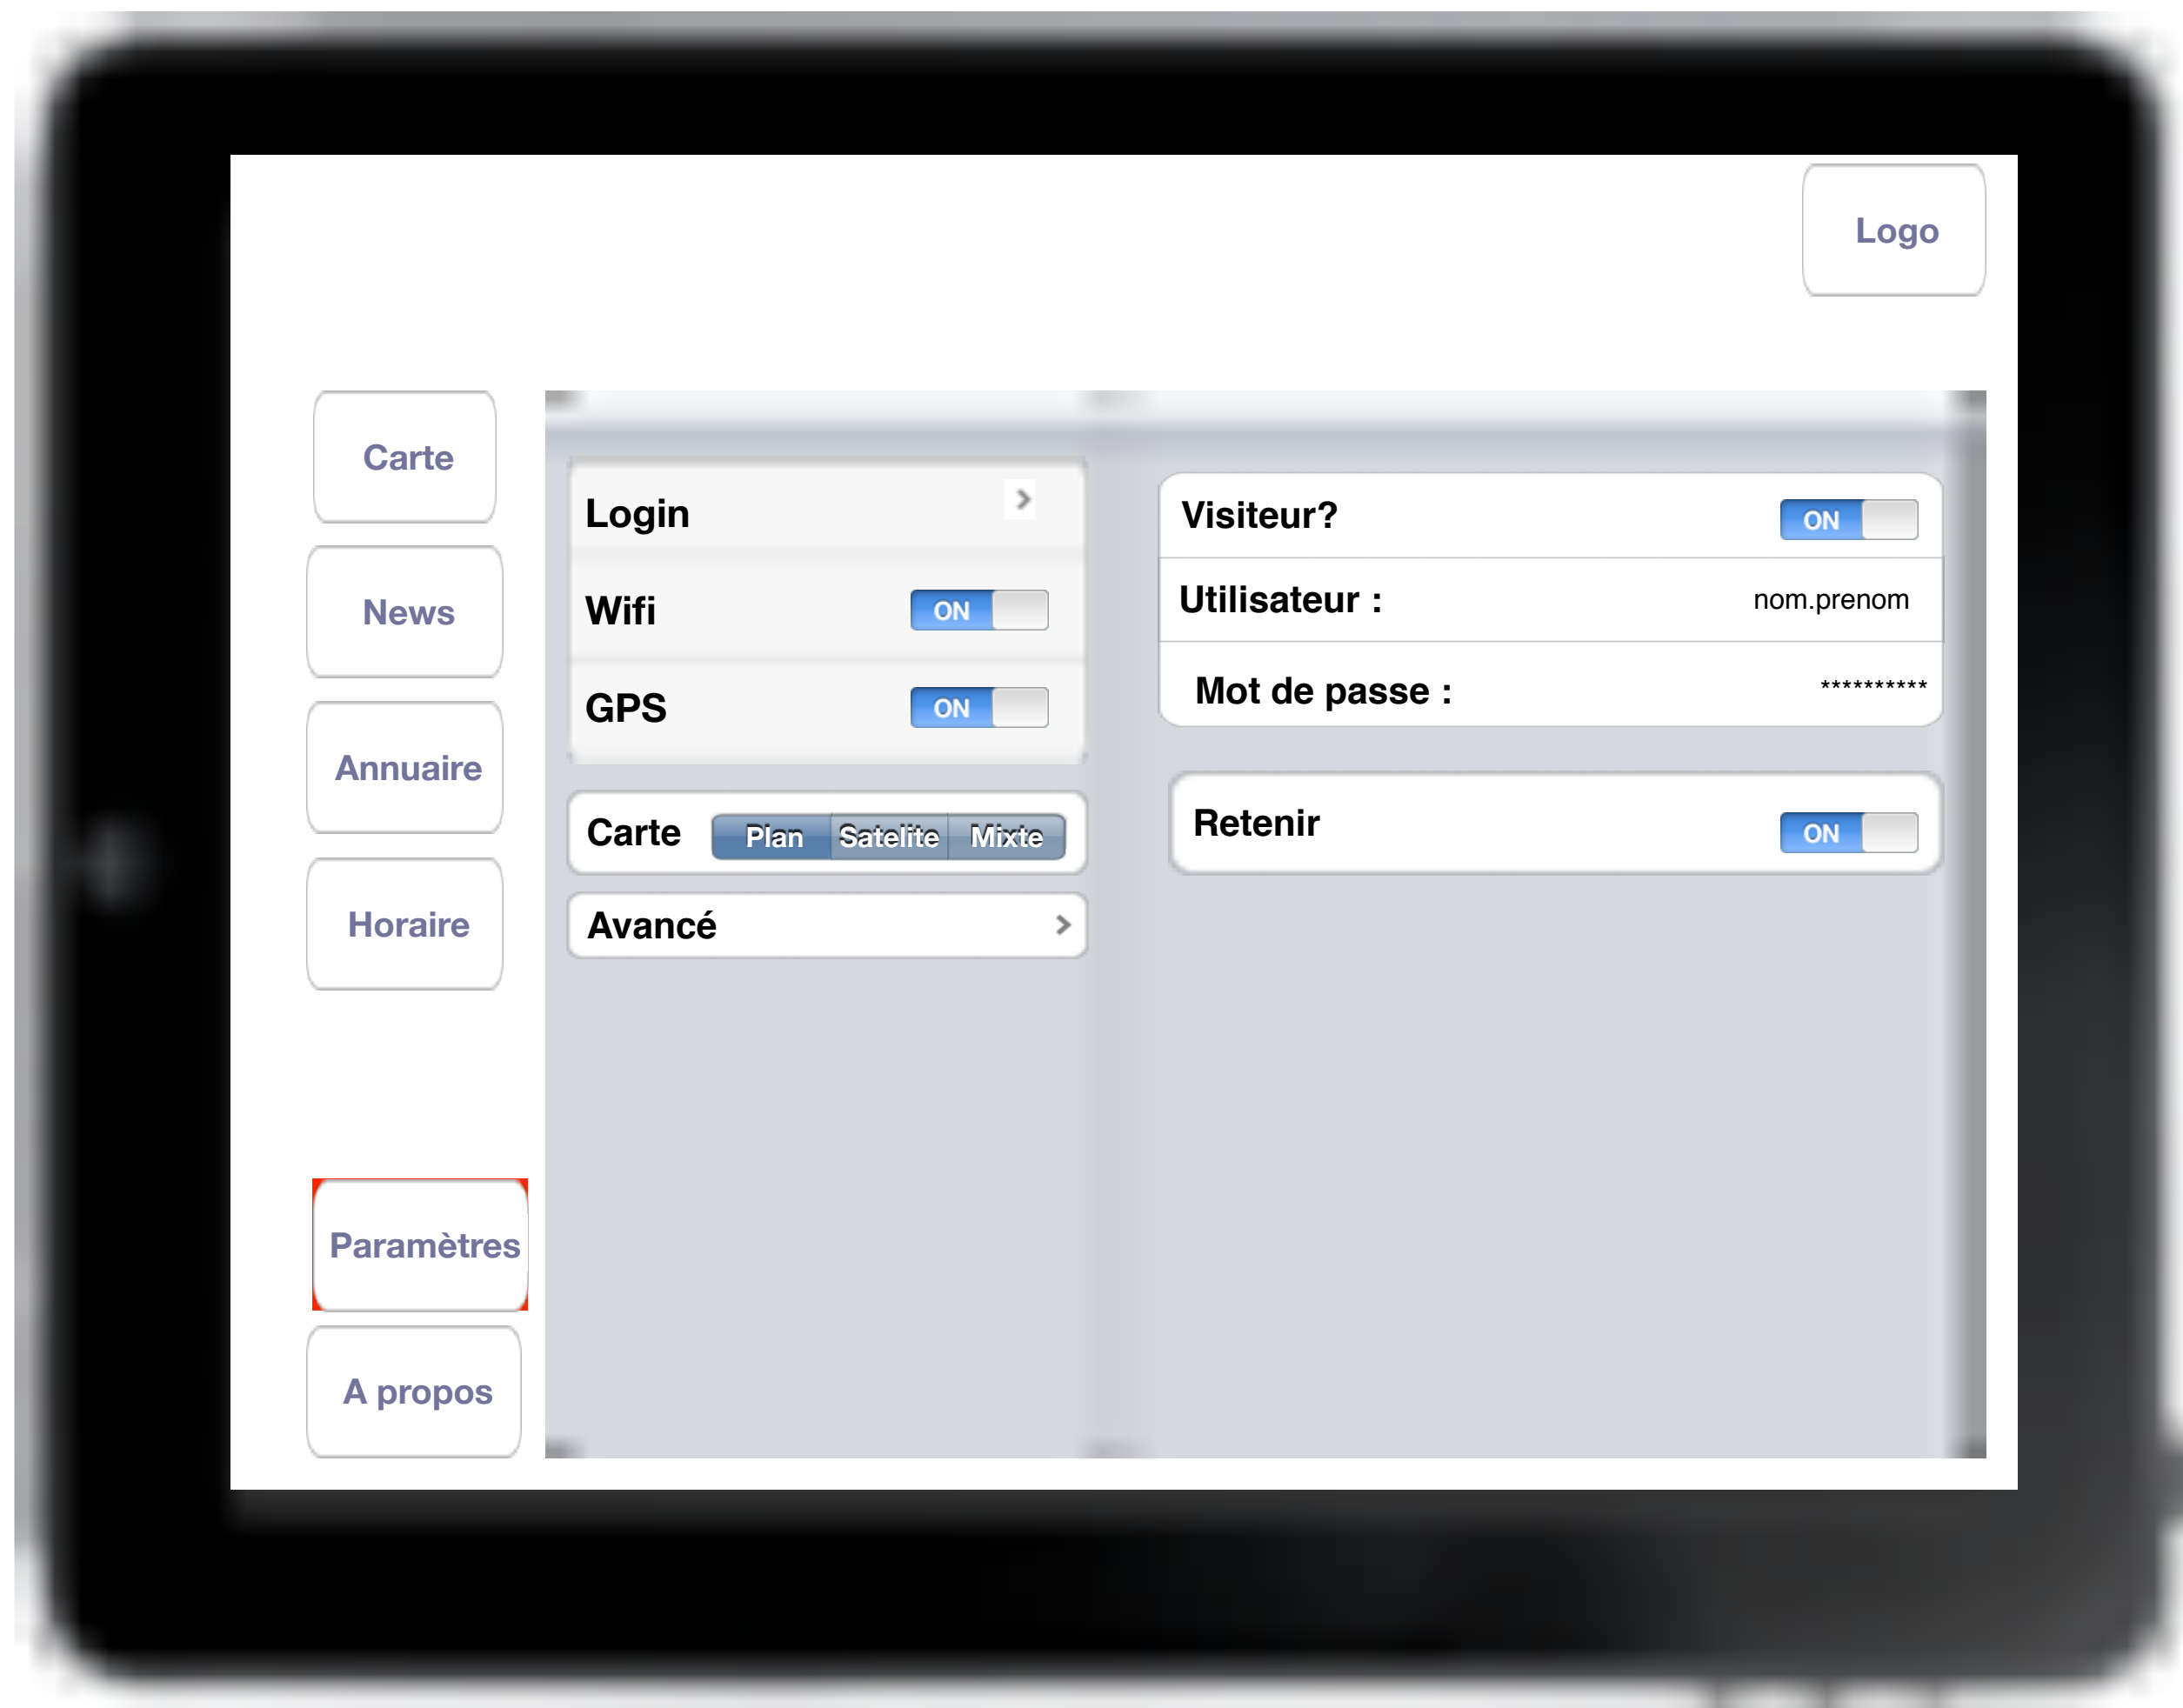 Logo
Carte
News
Annuaire
Horaire
Paramètres
A propos
Login
Wifi ON
GPS ON
Carte Plan Satelite Mixte
Avancé
Visiteur? ON
Utilisateur : nom.prenom
Mot de passe : **********
Retenir ON